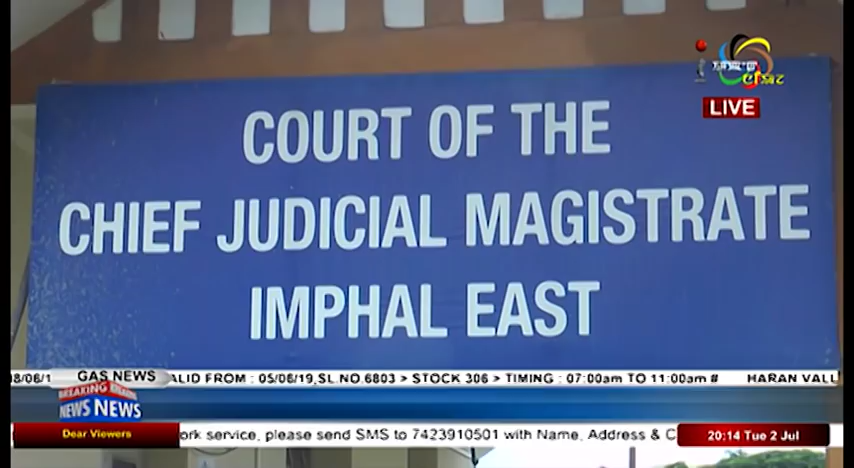 LIVE
COURT OF THE
CHIEF JUDICIAL MAGISTRATE
IMPHAL EAST
GAS NEWS
ALID FROM : 05/06/19,SL.NO.6803 > STOCK 306 > TIMING : 07:00am TO 11:00am # HARAN VALL
BREAKING
NEWS NEWS
Dear Viewers
ork service, please send SMS to 7423910501 with Name, Address & C
20:14 Tue 2 Jul